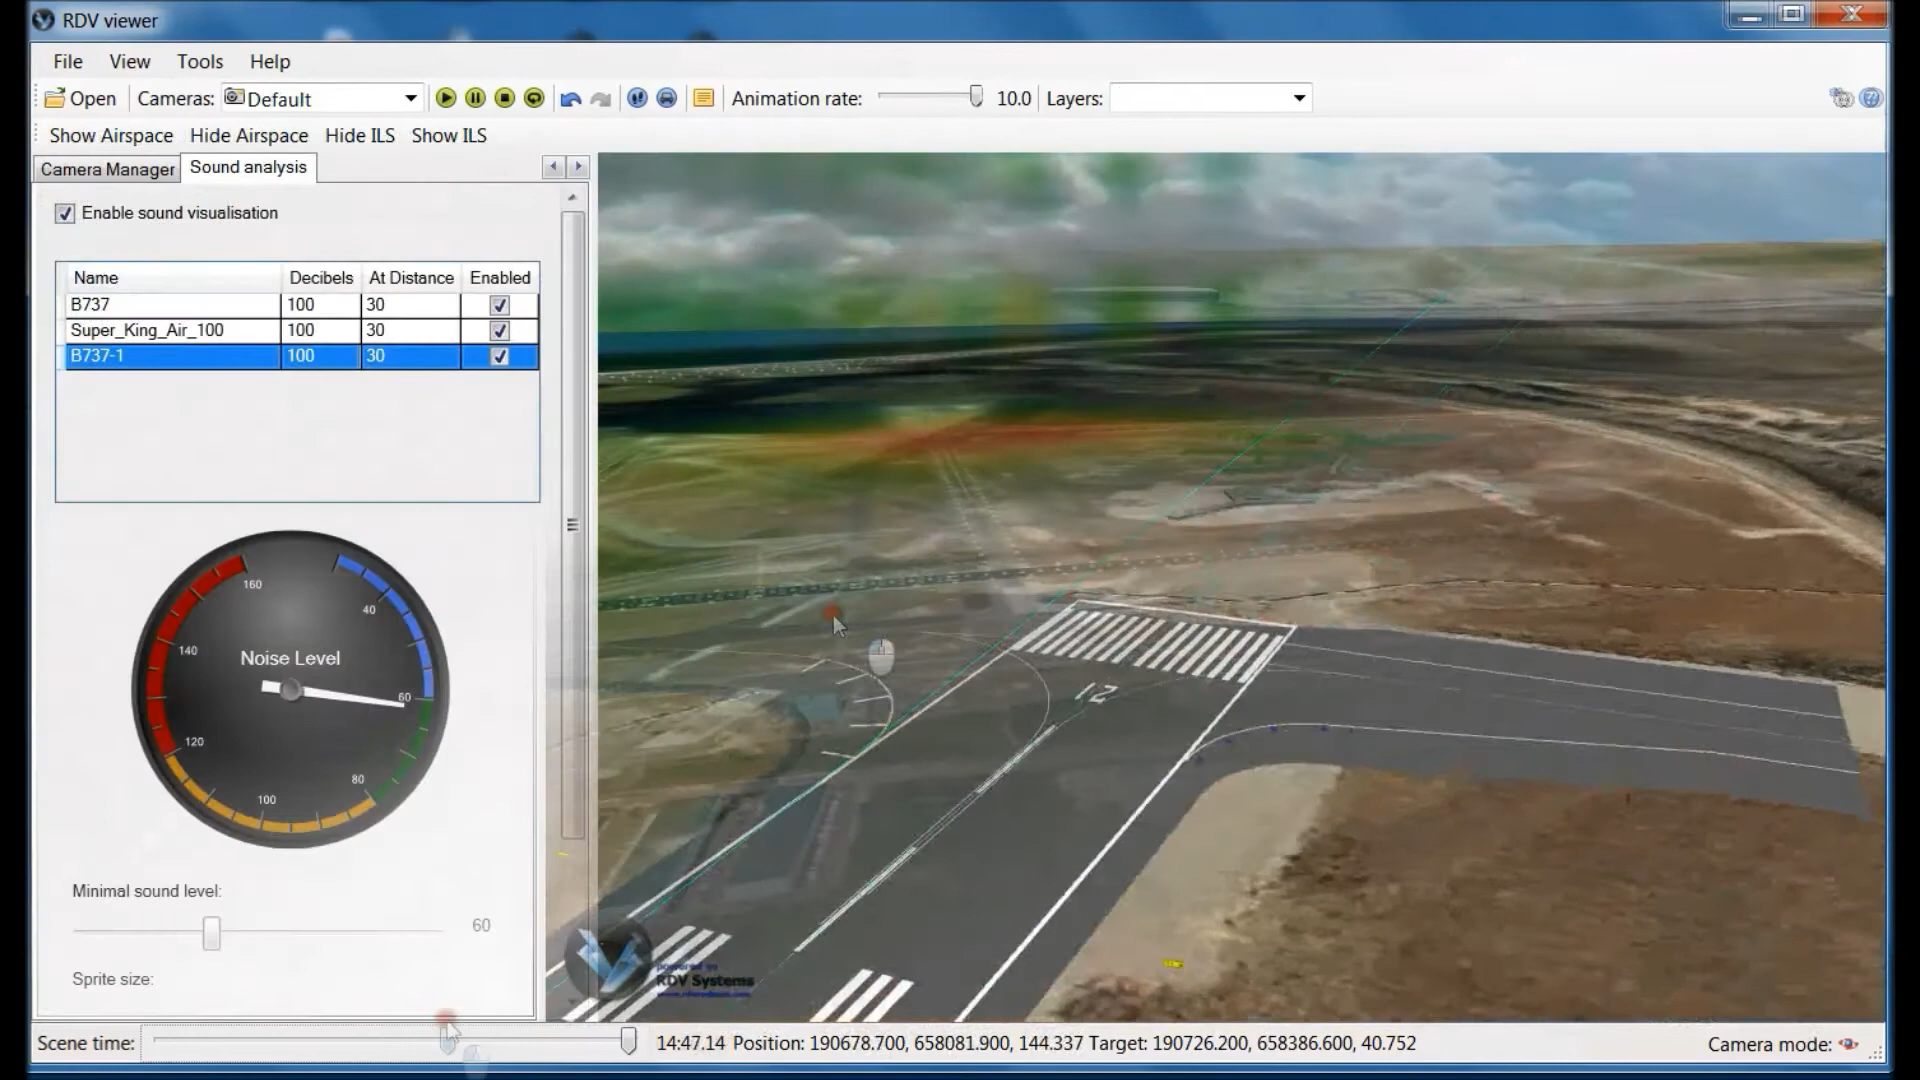 RDV viewer
File View Tools Help
Open Cameras: Default Animation rate: 10.0 Layers:
Show Airspace Hide Airspace Hide ILS Show ILS
Camera Manager Sound analysis
Enable sound visualisation
Name Decibels At Distance Enabled
B737 100 30
Super_King_Air_100 100 30
B737-1 100 30
160
40
140
Noise Level
60
120
80
100
21
Minimal sound level:
60
powered by
RDV Systems
Sprite size:
Scene time: 14:47.14 Position: 190678.700, 658081.900, 144.337 Target: 190726.200, 658386.600, 40.752 Camera mode: